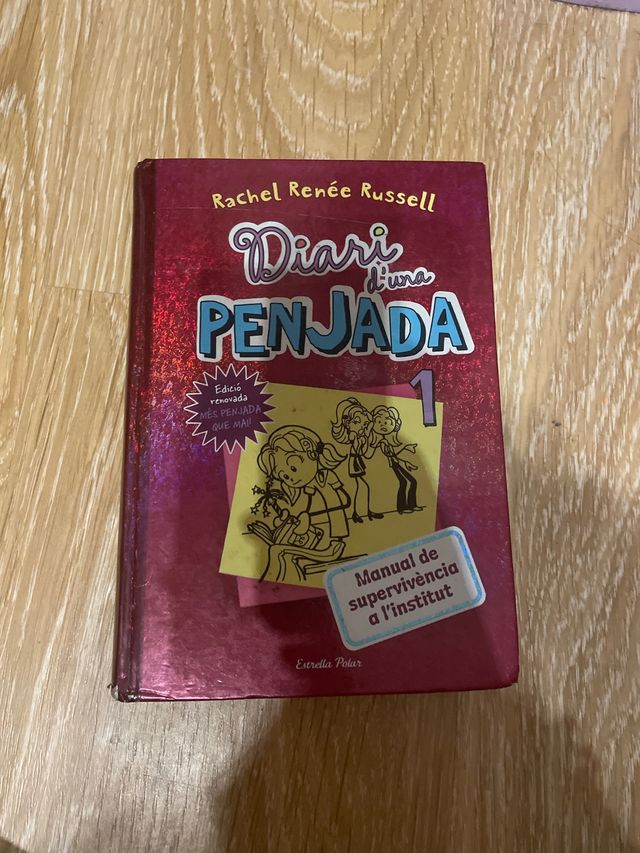 Rachel Renée Russell
Diari
d'una
PENJADA
1
Edició
renovada
MÉS PENJADA
QUE MAI!
Manual de
supervivència
a l'institut
Estrella Polar